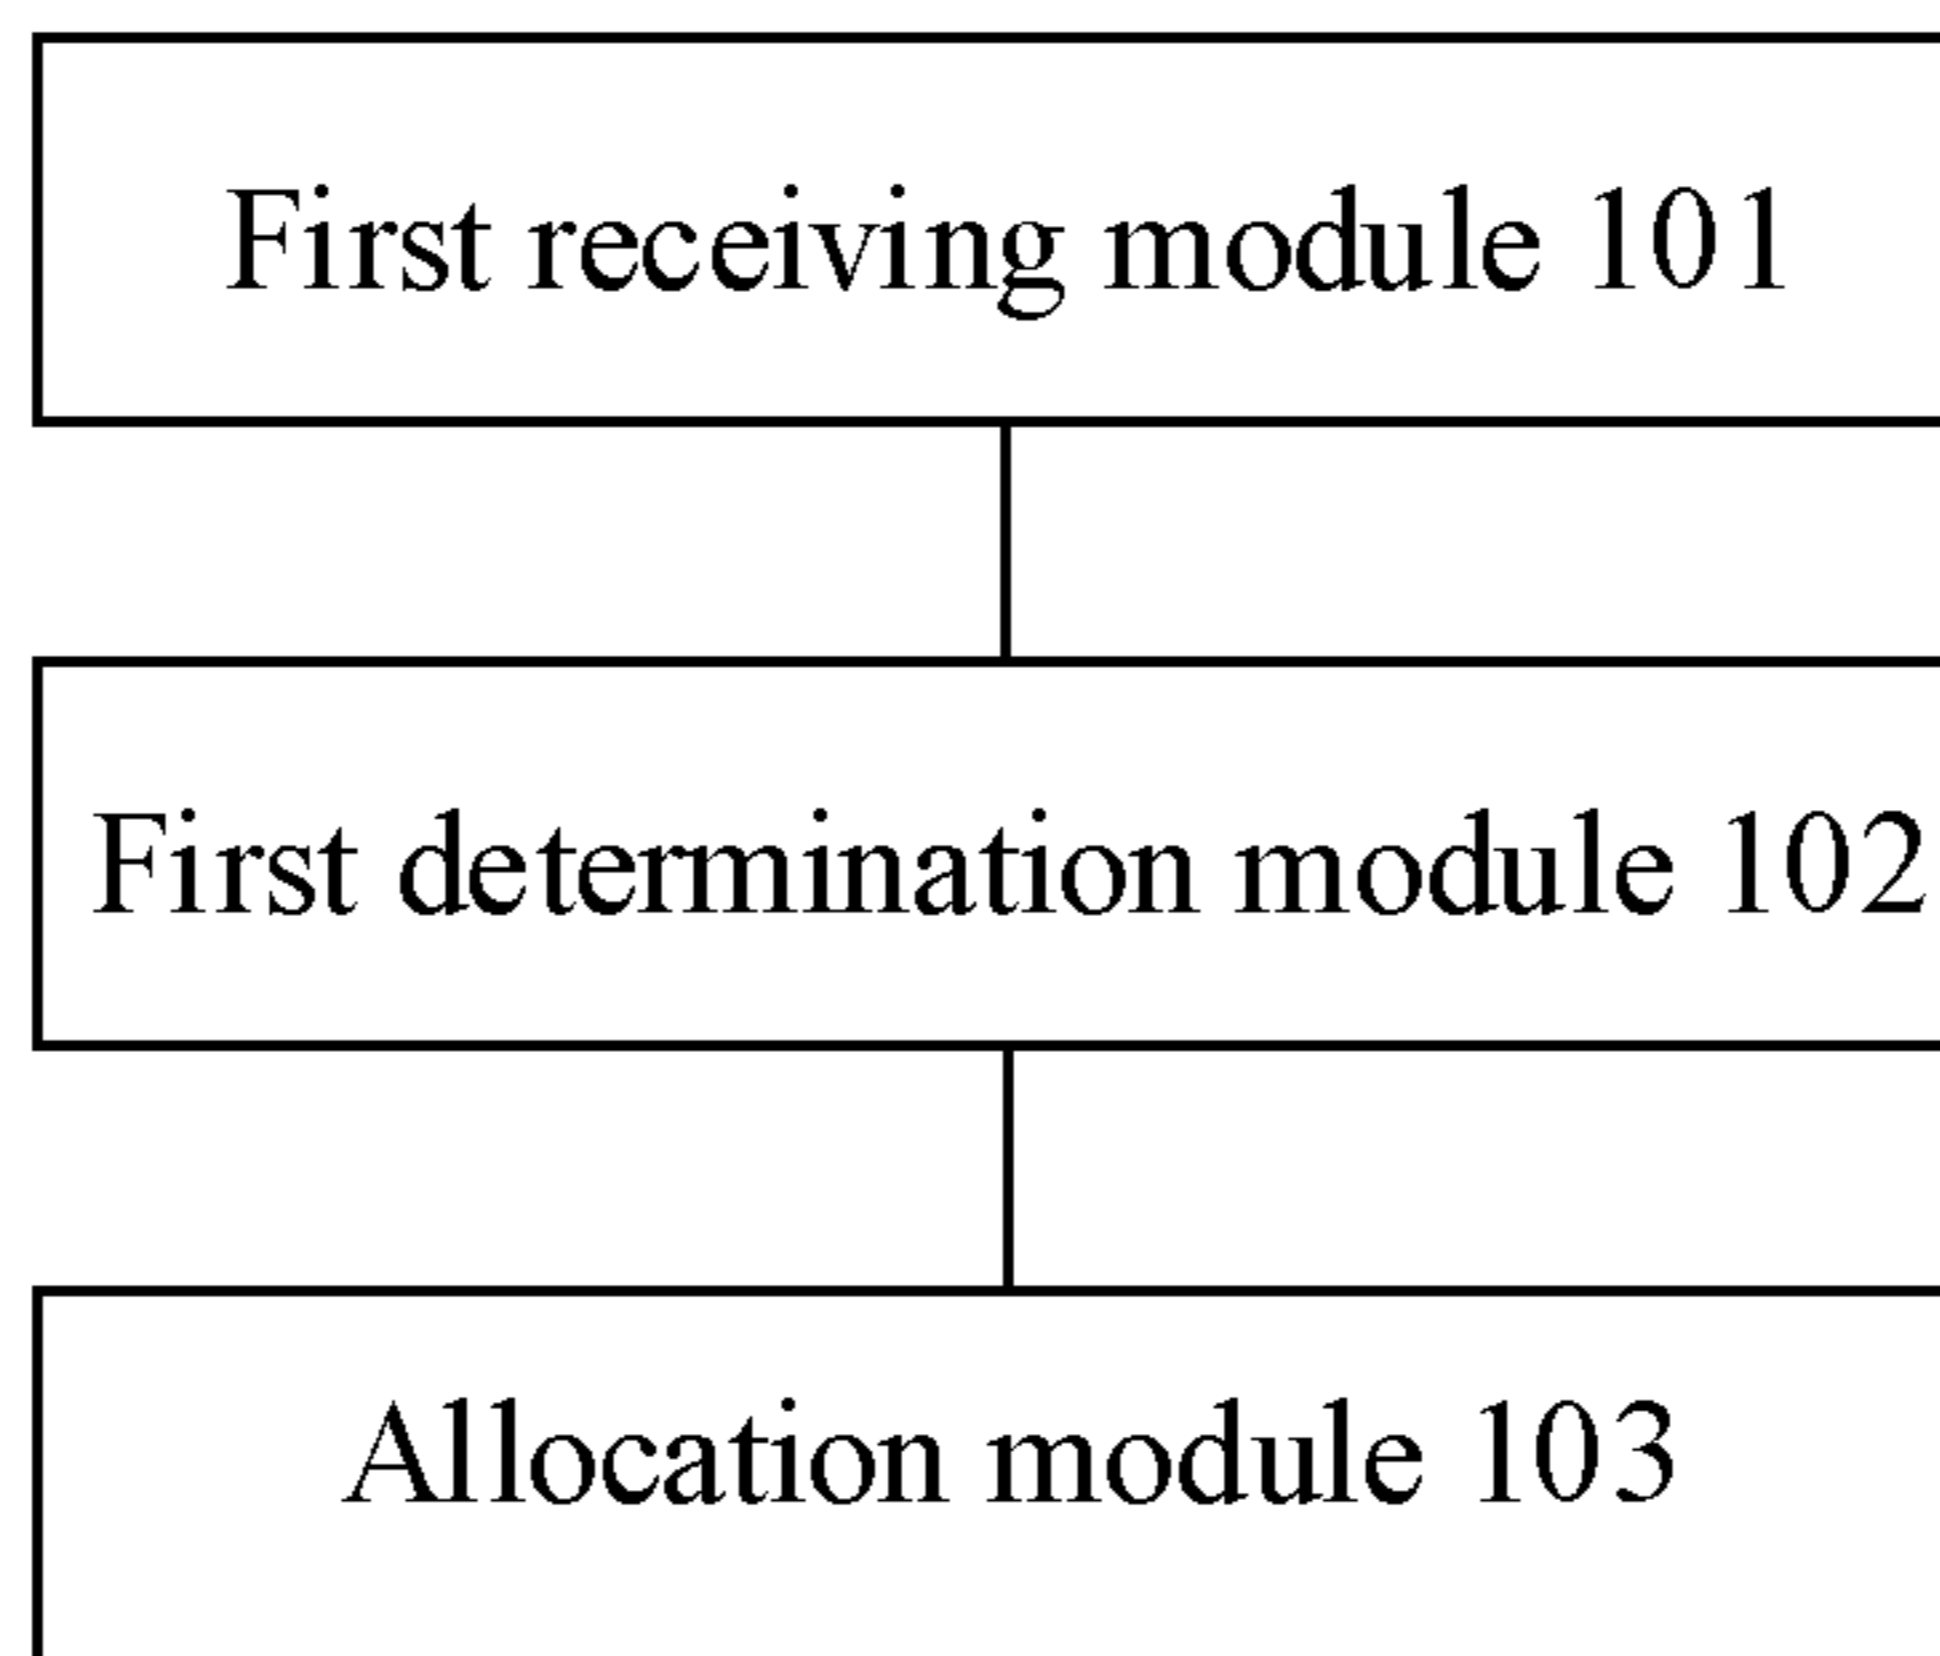 First receiving module 101
First determination module 102
Allocation module 103